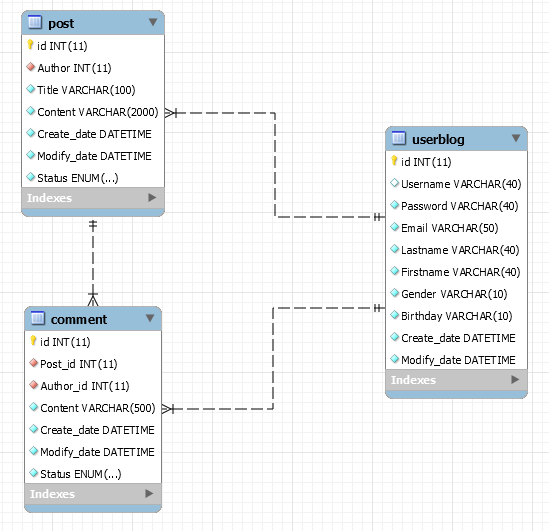 post
id INT(11)
Author INT(11)
Title VARCHAR(100)
Content VARCHAR(2000)
Create_date DATETIME
Modify_date DATETIME
Status ENUM(...)
Indexes
userblog
id INT(11)
Username VARCHAR(40)
Password VARCHAR(40)
Email VARCHAR(50)
Lastname VARCHAR(40)
Firstname VARCHAR(40)
Gender VARCHAR(10)
Birthday VARCHAR(10)
Create_date DATETIME
Modify_date DATETIME
Indexes
comment
id INT(11)
Post_id INT(11)
Author_id INT(11)
Content VARCHAR(500)
Create_date DATETIME
Modify_date DATETIME
Status ENUM(...)
Indexes